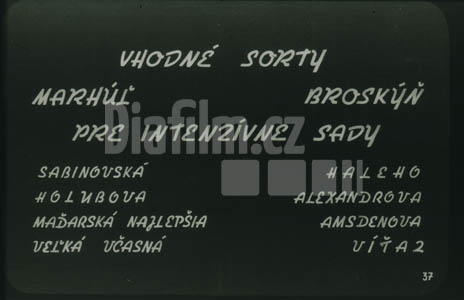 VHODNÉ SORTY
MARHÚĽ BROSKÝŇ
Diafilm.cz
PRE INTENZÍVNE SADY
SABINOVSKÁ HALEHO
HOLUBOVA ALEXANDROVA
MAĎARSKÁ NAJLEPŠIA AMSDENOVA
VEĽKÁ VČASNÁ VÍŤAZ
37